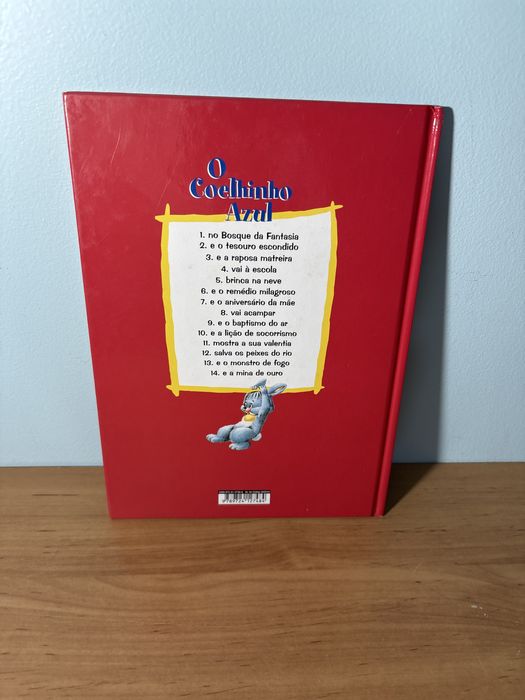 O
Coelhinho
Azul
1. no Bosque da Fantasia
2. e o tesouro escondido
3. e a raposa matreira
4. vai à escola
5. brinca na neve
6. e o remédio milagroso
7. e o aniversário da mãe
8. vai acampar
9. e o baptismo do ar
10. e a lição de socorrismo
11. mostra a sua valentia
12. salva os peixes do rio
13. e o monstro de fogo
14. e a mina de ouro